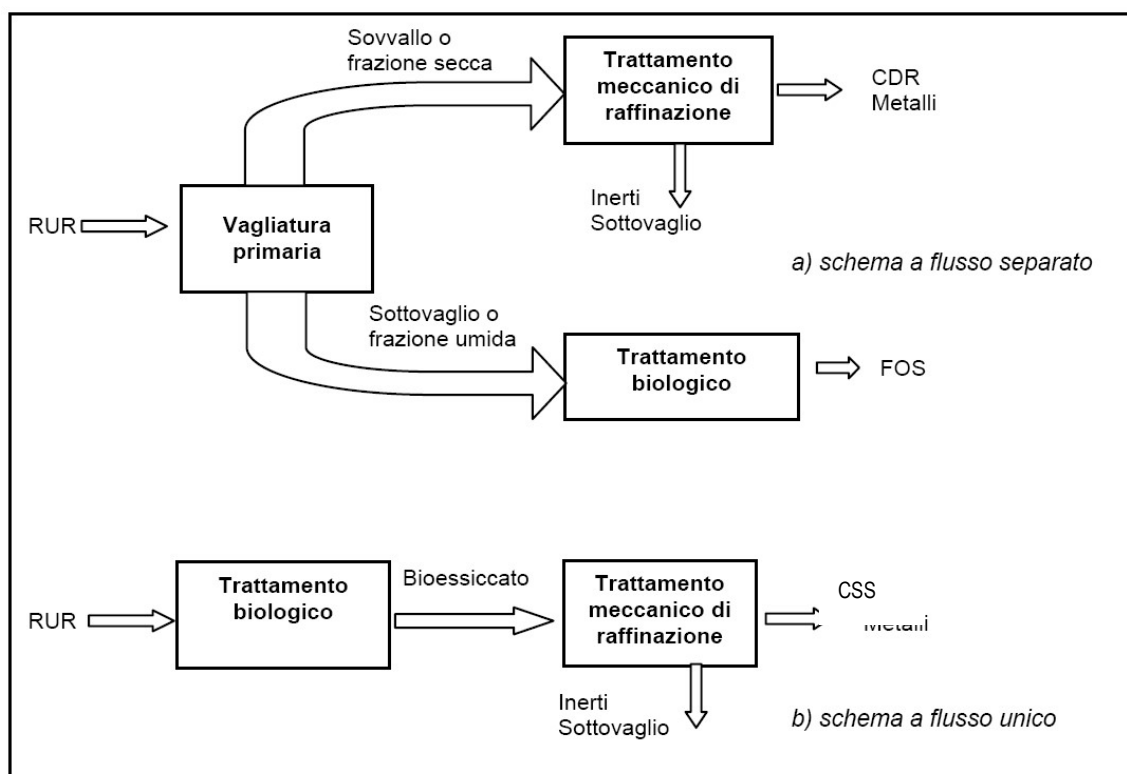 Sovvallo o
frazione secca
Trattamento
meccanico di
raffinazione
CDR
Metalli
Inerti
Sottovaglio
RUR
Vagliatura
primaria
a) schema a flusso separato
Sottovaglio o
frazione umida
Trattamento
biologico
FOS
RUR
Trattamento
biologico
Bioessiccato
Trattamento
meccanico di
raffinazione
CSS
Metalli
Inerti
Sottovaglio
b) schema a flusso unico